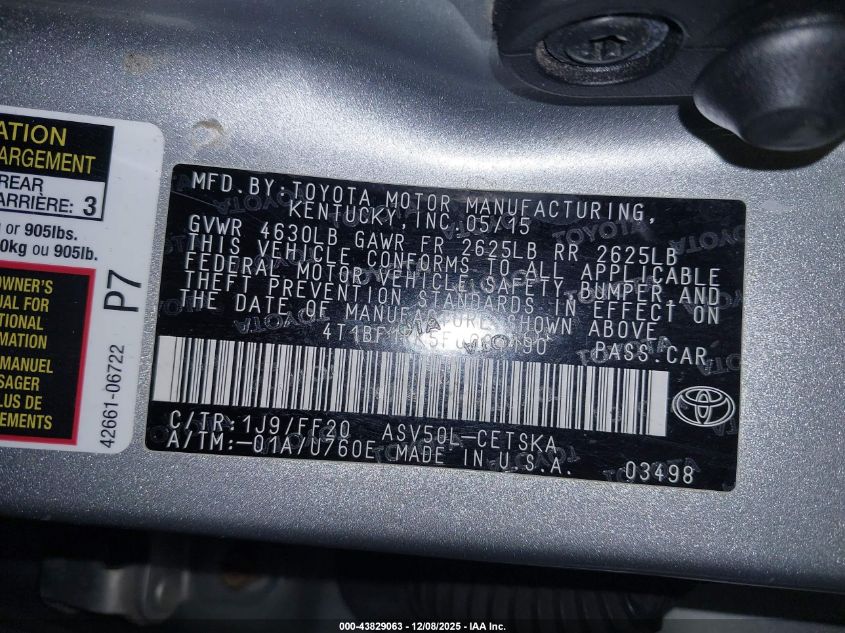 ATION
ARGEMENT
REAR
ARRIÈRE: 3
or 905lbs.
0kg ou 905lb.
OWNER'S
UAL FOR
TIONAL
MATION
MANUEL
SAGER
LUS DE
EMENTS
P7
42661-06722
MFD. BY: TOYOTA MOTOR MANUFACTURING,
KENTUCKY, INC. 05/15
GVWR 4630LB GAWR FR 2625LB RR 2625LB
THIS VEHICLE CONFORMS TO ALL APPLICABLE
FEDERAL MOTOR VEHICLE SAFETY, BUMPER, AND
THEFT PREVENTION STANDARDS IN EFFECT ON
THE DATE OF MANUFACTURE SHOWN ABOVE.
PASS. CAR
C/TR: 1J9/FF20 ASV50L-CETSKA
A/TM: -01A/U760E MADE IN U.S.A.
03498
TOYOTA
000-43829063 - 12/08/2025 - IAA Inc.